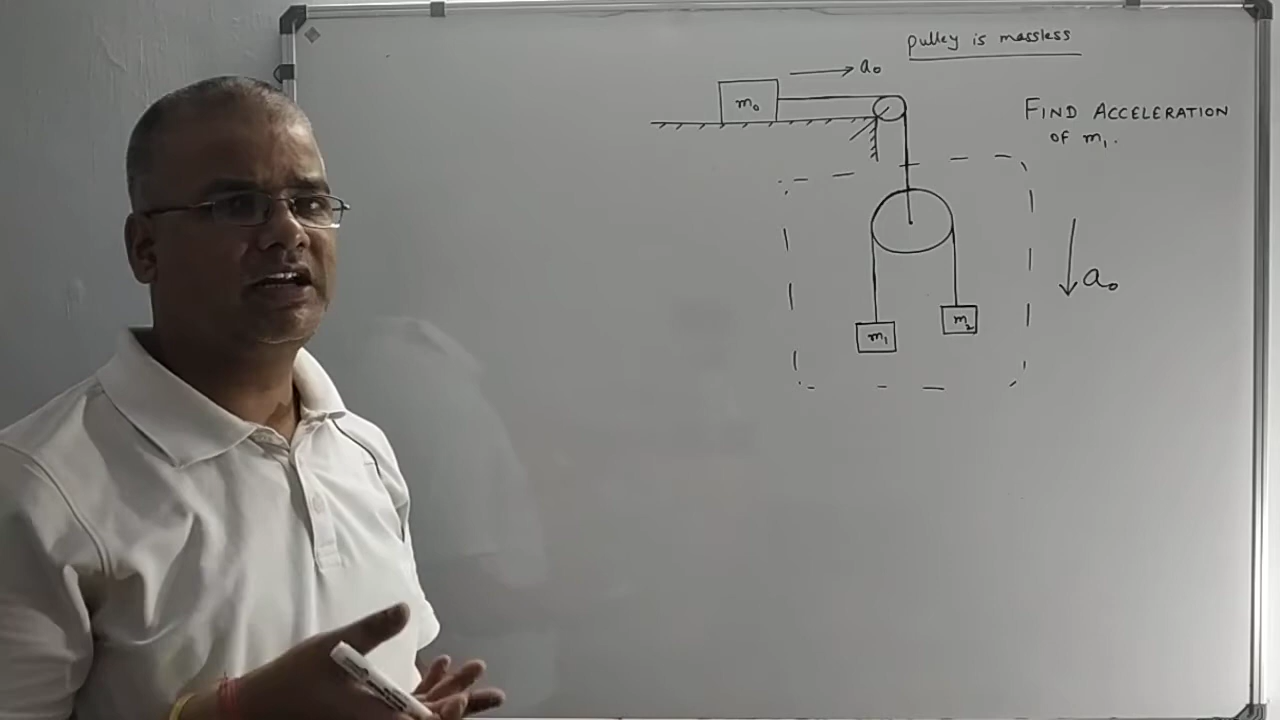 pulley is massless
a₀
m₀
FIND ACCELERATION
OF m₁.
a₀
m₁
m₂